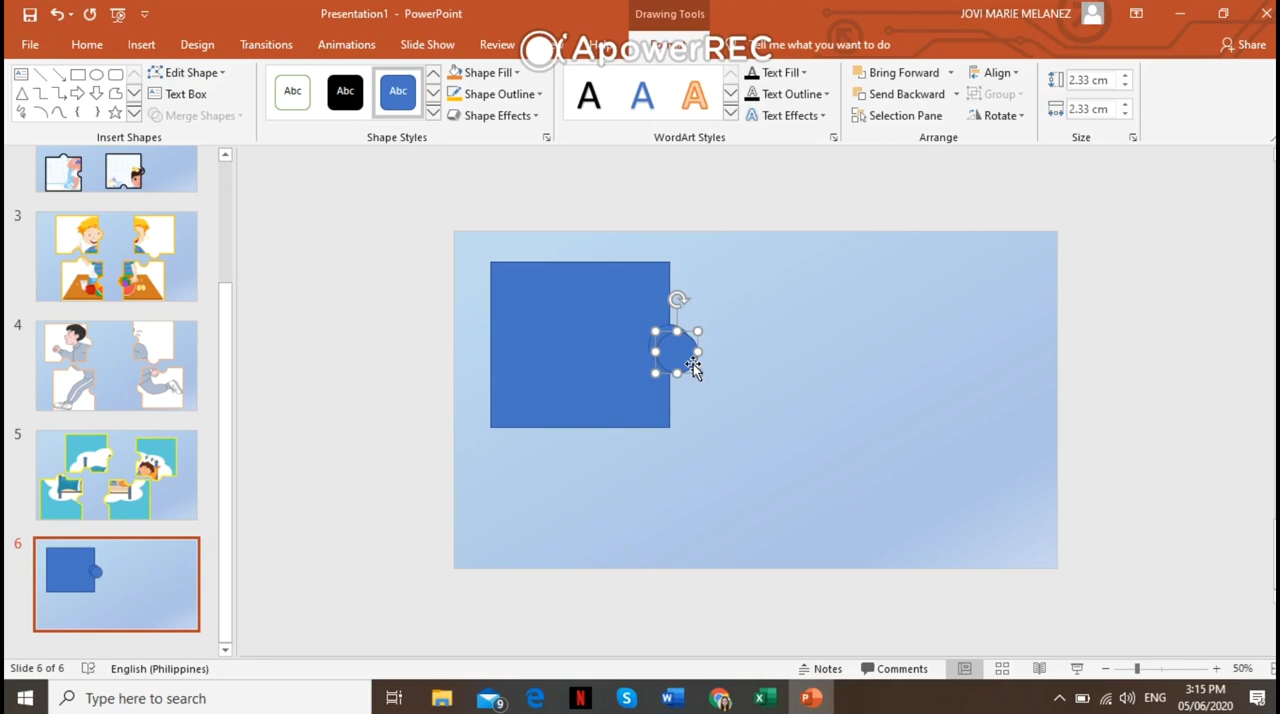 Presentation1 - PowerPoint
Drawing Tools
JOVI MARIE MELANEZ
File
Home
Insert
Design
Transitions
Animations
Slide Show
Review
ApowerREC
Tell me what you want to do
Share
Edit Shape
Text Box
Merge Shapes
Insert Shapes
Abc
Abc
Abc
Shape Fill
Shape Outline
Shape Effects
Shape Styles
A
A
A
Text Fill
Text Outline
Text Effects
WordArt Styles
Bring Forward
Send Backward
Selection Pane
Align
Group
Rotate
Arrange
2.33 cm
2.33 cm
Size
3
4
5
6
Slide 6 of 6
English (Philippines)
Notes
Comments
50%
Type here to search
9
ENG
3:15 PM
05/06/2020